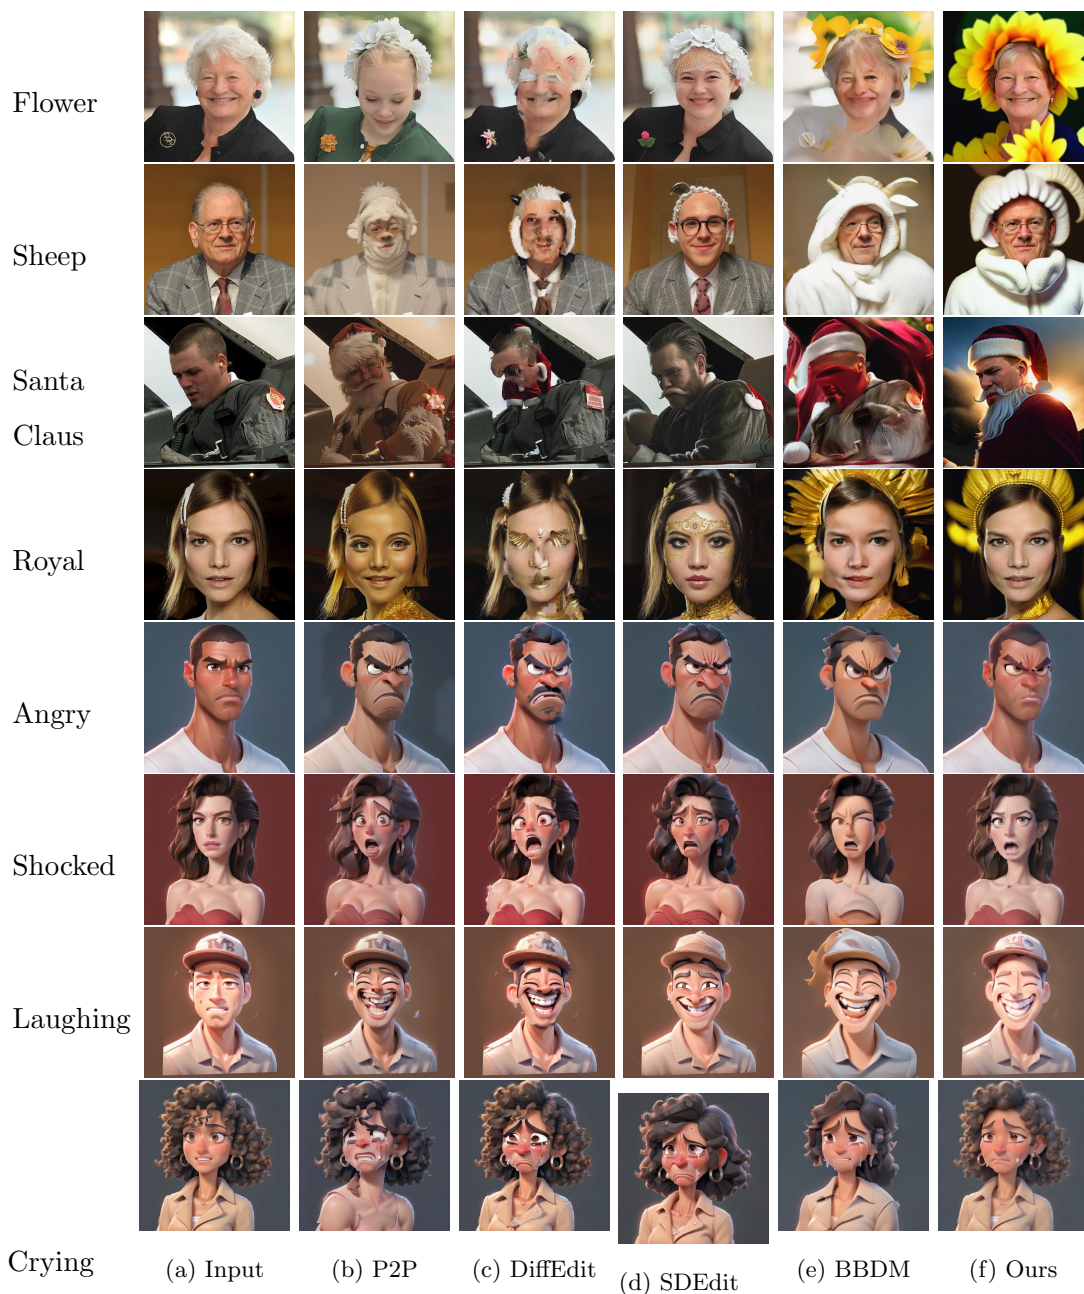 Flower
Sheep
Santa
Claus
Royal
Angry
Shocked
Laughing
Crying
(a) Input
(b) P2P
(c) DiffEdit
(d) SDEdit
(e) BBDM
(f) Ours